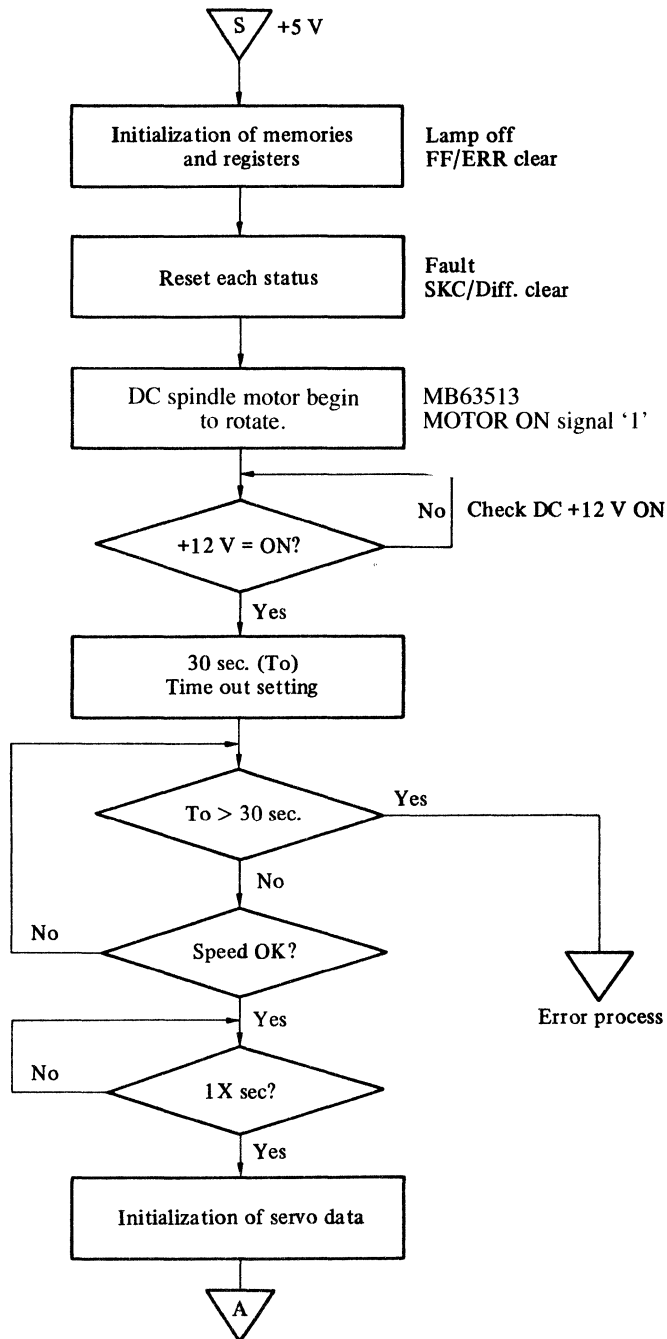 S +5 V
Initialization of memories
and registers
Lamp off
FF/ERR clear
Reset each status
Fault
SKC/Diff. clear
DC spindle motor begin
to rotate.
MB63513
MOTOR ON signal ‘1’
No Check DC +12 V ON
+12 V = ON?
Yes
30 sec. (To)
Time out setting
To > 30 sec.
Yes
No
No
Speed OK?
Error process
Yes
No
1X sec?
Yes
Initialization of servo data
A